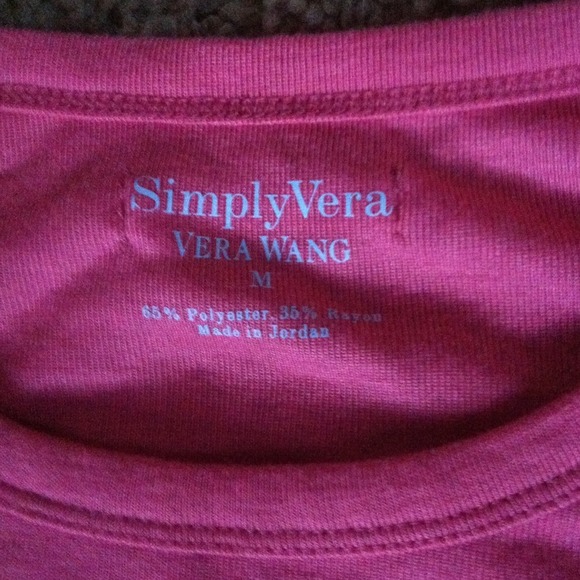 SimplyVera
VERA WANG
M
65% Polyester, 35% Rayon
Made in Jordan